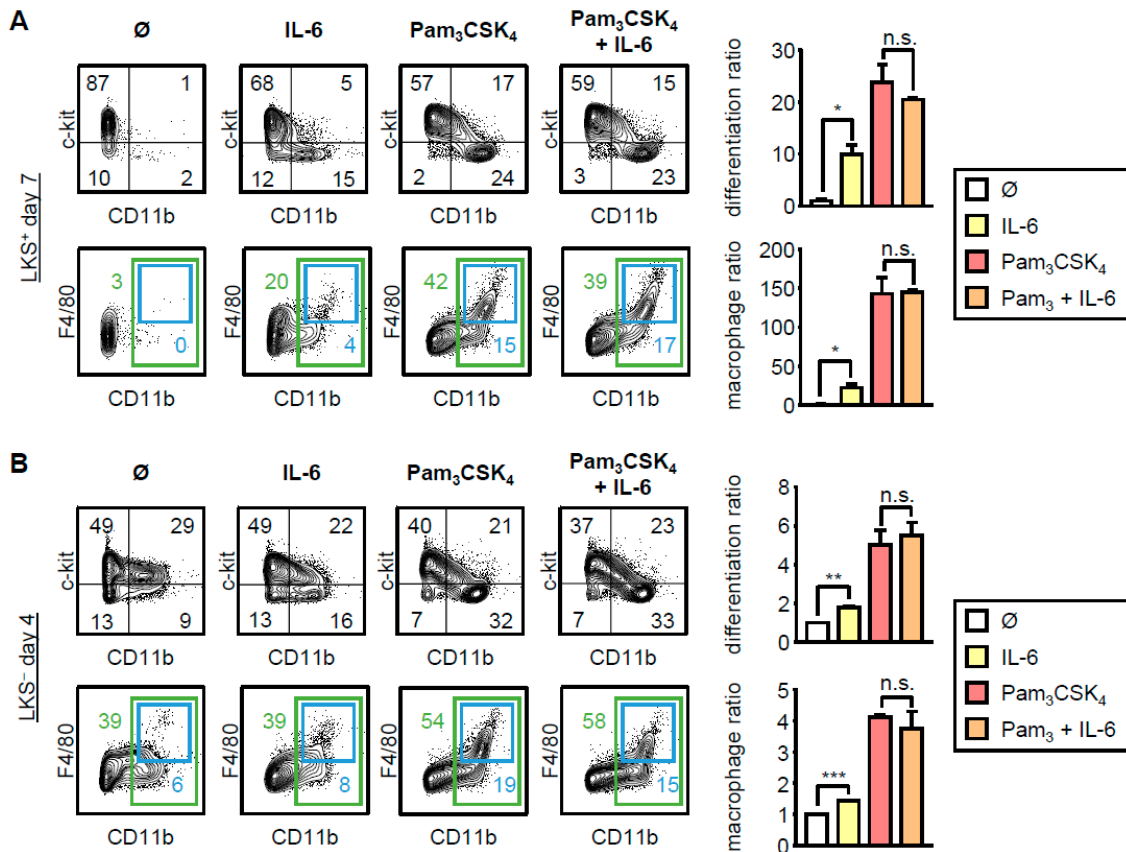 A
Ø
IL-6
Pam₃CSK₄
Pam₃CSK₄
+ IL-6
LKS⁺ day 7
c-kit
87 1
10 2
CD11b
c-kit
68 5
12 15
CD11b
c-kit
57 17
2 24
CD11b
c-kit
59 15
3 23
CD11b
F4/80
3
0
CD11b
F4/80
20
4
CD11b
F4/80
42
15
CD11b
F4/80
39
17
CD11b
differentiation ratio
30
20
10
0
*
n.s.
macrophage ratio
200
150
100
50
0
*
n.s.
Ø
IL-6
Pam₃CSK₄
Pam₃ + IL-6
B
Ø
IL-6
Pam₃CSK₄
Pam₃CSK₄
+ IL-6
LKS⁻ day 4
c-kit
49 29
13 9
CD11b
c-kit
49 22
13 16
CD11b
c-kit
40 21
7 32
CD11b
c-kit
37 23
7 33
CD11b
F4/80
39
6
CD11b
F4/80
39
8
CD11b
F4/80
54
19
CD11b
F4/80
58
15
CD11b
differentiation ratio
8
6
4
2
0
**
n.s.
macrophage ratio
5
4
3
2
1
0
***
n.s.
Ø
IL-6
Pam₃CSK₄
Pam₃ + IL-6